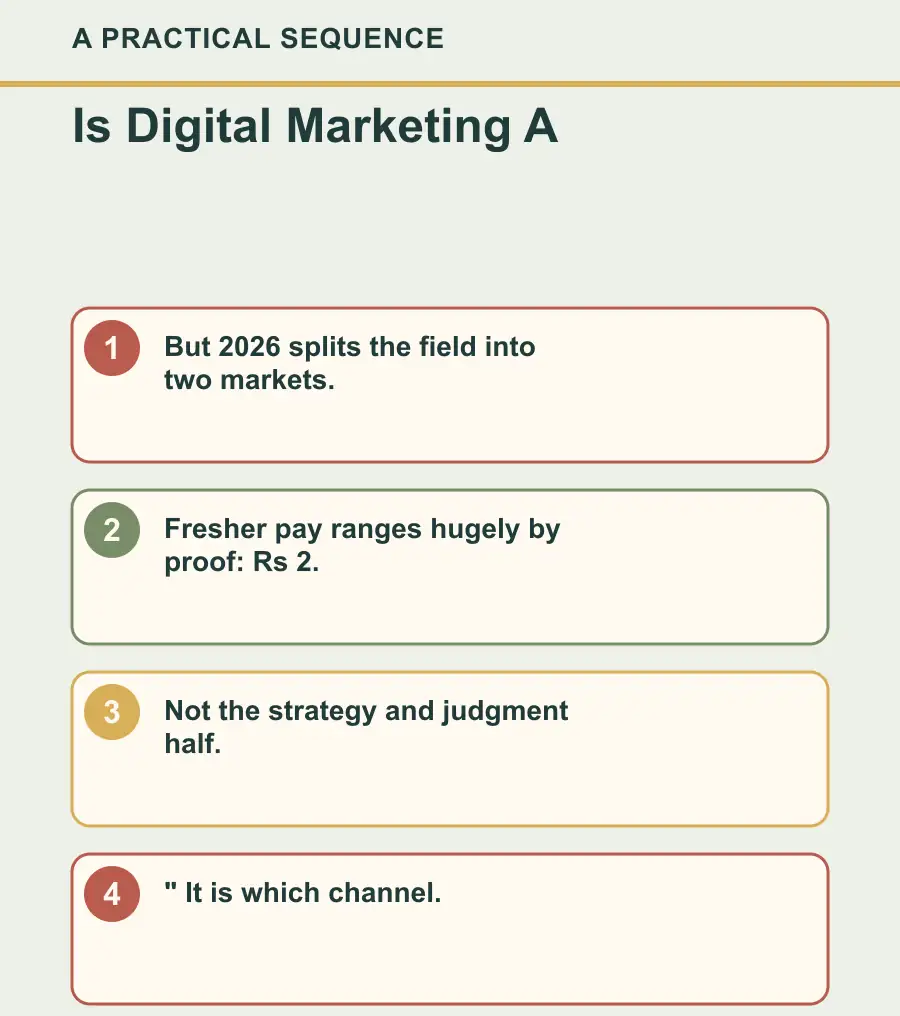 A PRACTICAL SEQUENCE
Is Digital Marketing A
1
But 2026 splits the field into
two markets.
2
Fresher pay ranges hugely by
proof: Rs 2.
3
Not the strategy and judgment
half.
4
" It is which channel.